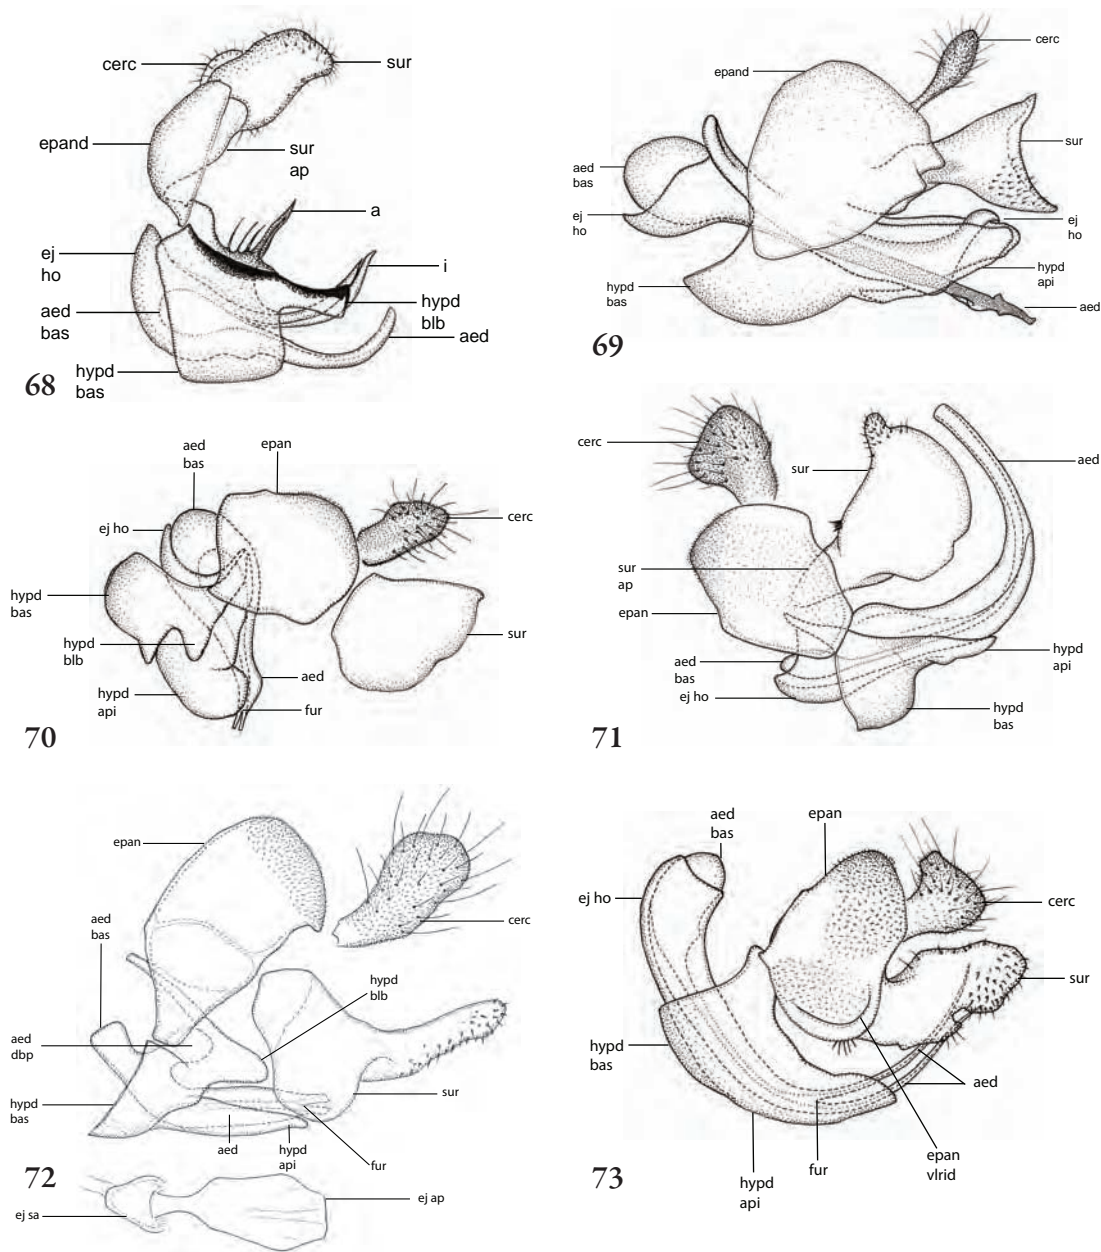 cerc
sur
epand
sur
ap
a
ej
ho
i
aed
bas
hypd
blb
aed
hypd
bas
68
cerc
epand
sur
aed
bas
ej
ho
ej
ho
hypd
api
hypd
bas
aed
69
aed
bas
epan
ej ho
cerc
hypd
bas
hypd
blb
sur
aed
hypd
api
fur
70
cerc
sur
aed
sur
ap
epan
aed
bas
ej ho
hypd
api
hypd
bas
71
epan
aed
bas
cerc
hypd
blb
aed
dbp
hypd
bas
sur
aed
hypd
api
fur
72
ej sa
ej ap
aed
bas
epan
ej ho
cerc
sur
hypd
bas
aed
fur
epan
vlrid
hypd
api
73